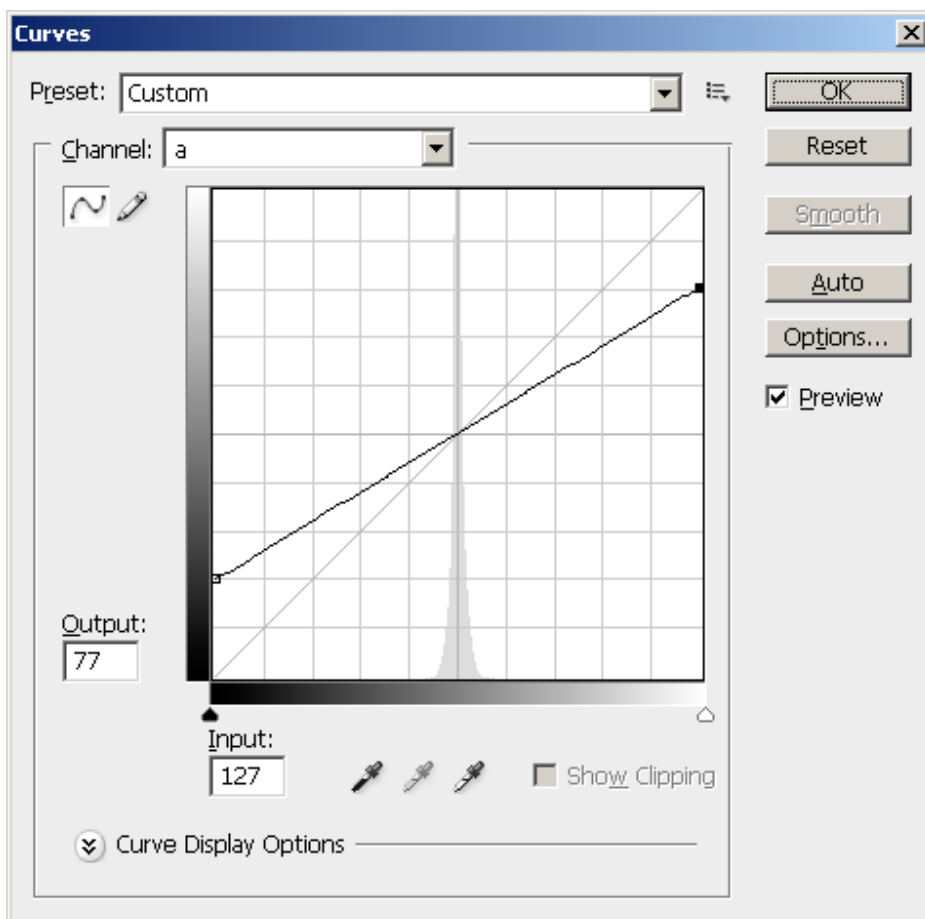 Curves
Preset: Custom
OK
Channel: a
Reset
Smooth
Auto
Options...
Preview
Output:
77
Input:
127
Show Clipping
Curve Display Options